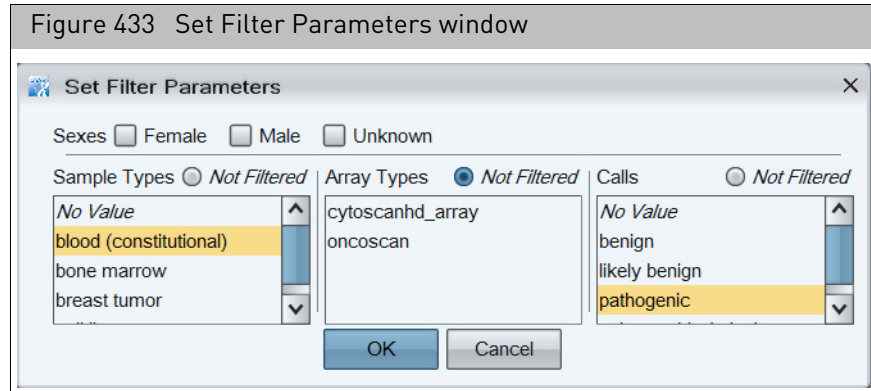 Figure 433 Set Filter Parameters window
Set Filter Parameters
Sexes Female Male Unknown
Sample Types Not Filtered Array Types Not Filtered Calls Not Filtered
No Value cytoscanhd_array No Value
blood (constitutional) oncoscan benign
bone marrow likely benign
breast tumor pathogenic
OK Cancel